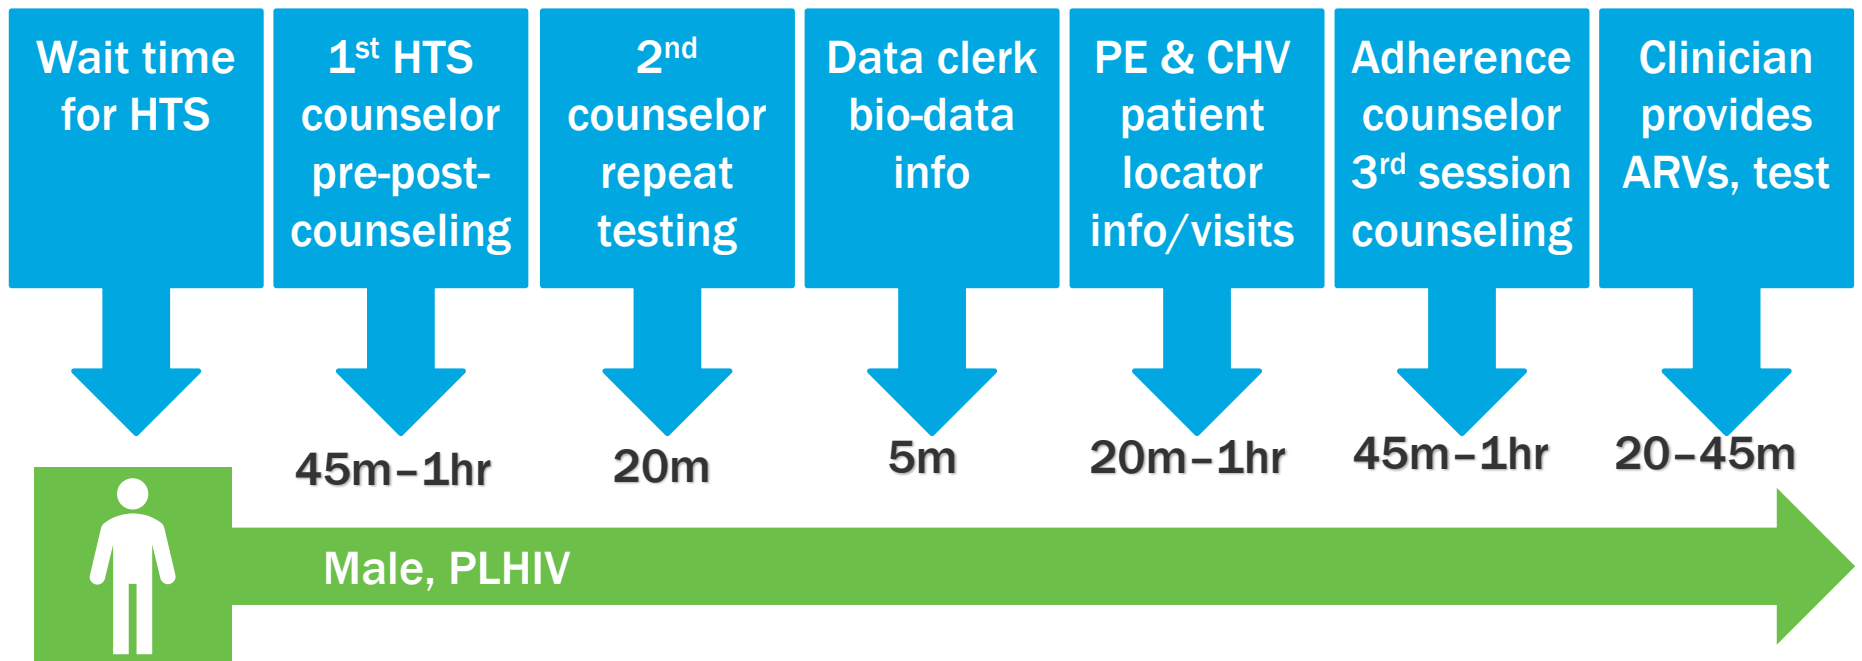 Wait time
for HTS
1st HTS
counselor
pre-post-
counseling
2nd
counselor
repeat
testing
Data clerk
bio-data
info
PE & CHV
patient
locator
info/visits
Adherence
counselor
3rd session
counseling
Clinician
provides
ARVs, test
45m–1hr
20m
5m
20m–1hr
45m–1hr
20–45m
Male, PLHIV